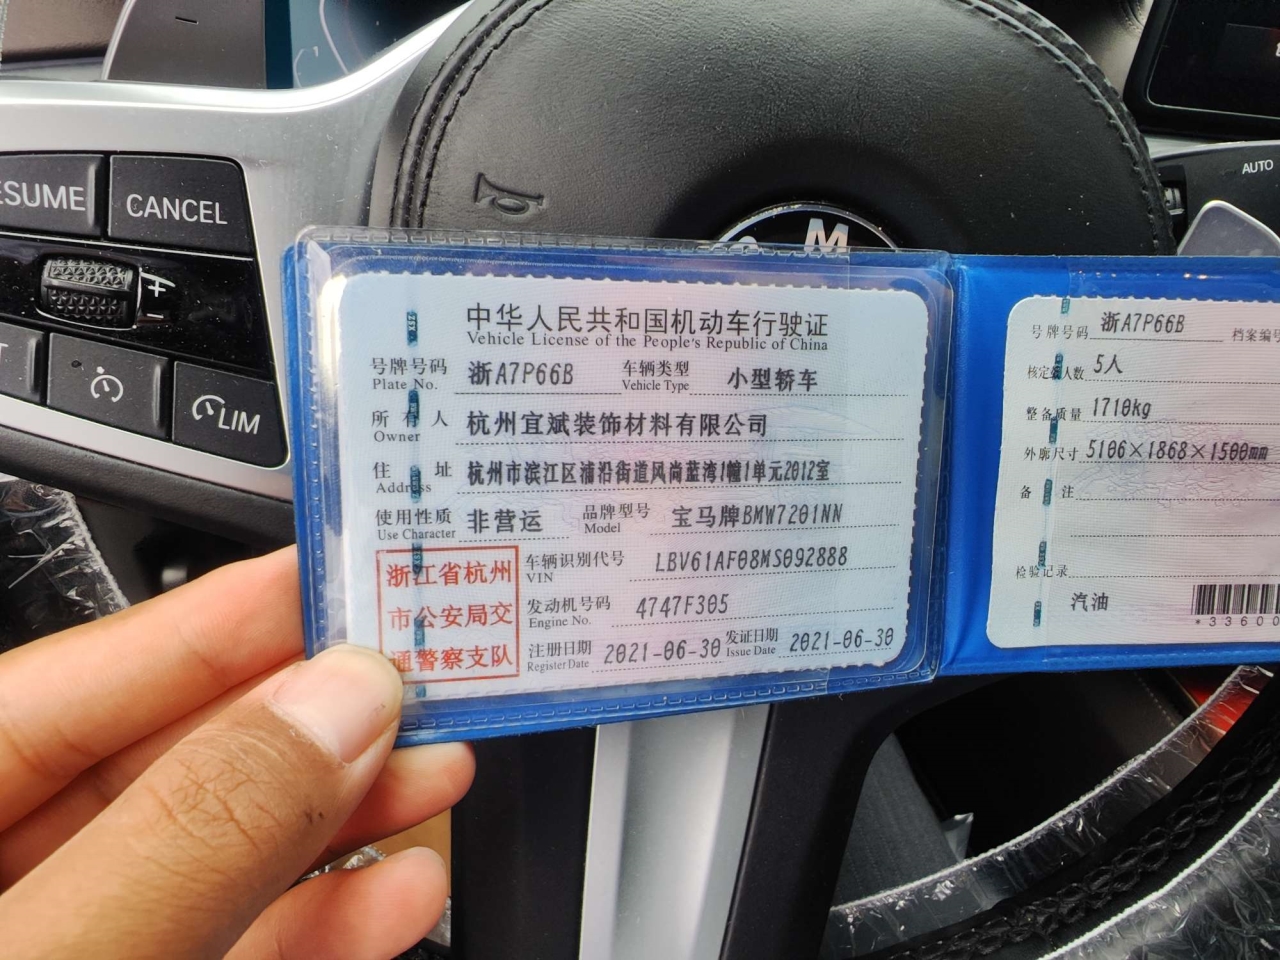 CANCEL
LIM
AUTO
M
中华人民共和国机动车行驶证
Vehicle License of the People's Republic of China
号牌号码 浙A7P66B 车辆类型 小型轿车
Plate No. Vehicle Type
所有人 杭州宜斌装饰材料有限公司
Owner
住址 杭州市滨江区浦沿街道风尚蓝湾1幢1单元2012室
Address
使用性质 非营运 品牌型号 宝马牌BMW7201NN
Use Character Model
浙江省杭州
市公安局交
通警察支队
车辆识别代号 LBV61AF08MS092888
VIN
发动机号码 4747F305
Engine No.
注册日期 2021-06-30 发证日期 2021-06-30
Register Date Issue Date
号牌号码 浙A7P66B 档案编号
核定载人数 5人
整备质量 1710kg
外廓尺寸 5106×1868×1500mm
备注
检验记录
汽油
*33600